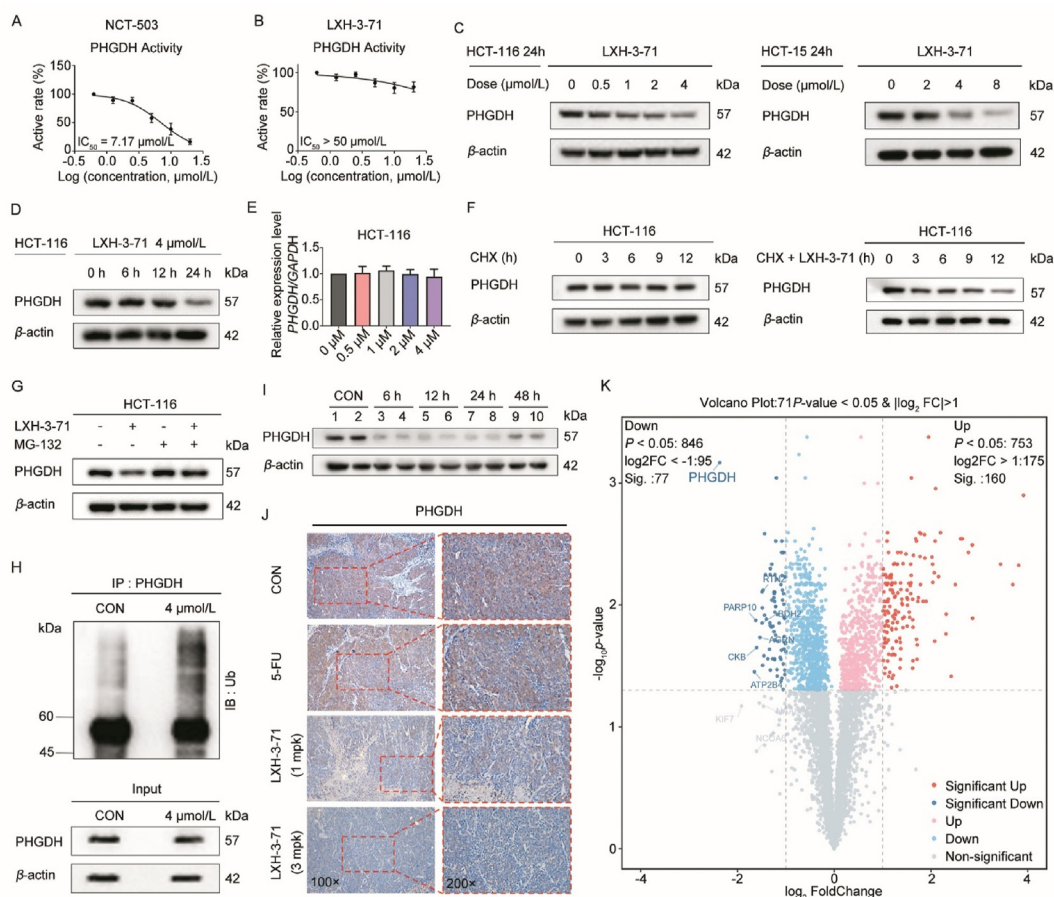 A
NCT-503
PHGDH Activity
Active rate (%)
100
50
0
IC50 = 7.17 μmol/L
-0.5 0.0 0.5 1.0 1.5
Log (concentration, μmol/L)
B
LXH-3-71
PHGDH Activity
Active rate (%)
100
50
0
IC50 > 50 μmol/L
-0.5 0.0 0.5 1.0 1.5
Log (concentration, μmol/L)
C
HCT-116 24h LXH-3-71
Dose (μmol/L) 0 0.5 1 2 4 kDa
PHGDH 57
β-actin 42
HCT-15 24h LXH-3-71
Dose (μmol/L) 0 2 4 8 kDa
PHGDH 57
β-actin 42
D
HCT-116 LXH-3-71 4 μmol/L
0 h 6 h 12 h 24 h kDa
PHGDH 57
β-actin 42
E
HCT-116
Relative expression level
PHGDH/GAPDH
1.5
1.0
0.5
0.0
0 μM 0.5 μM 1 μM 2 μM 4 μM
F
HCT-116
CHX (h) 0 3 6 9 12 kDa
PHGDH 57
β-actin 42
HCT-116
CHX + LXH-3-71 (h) 0 3 6 9 12 kDa
PHGDH 57
β-actin 42
G
HCT-116
LXH-3-71 - + - +
MG-132 - - + + kDa
PHGDH 57
β-actin 42
H
IP : PHGDH
CON 4 μmol/L
kDa
60
45
IB : Ub
Input
CON 4 μmol/L kDa
PHGDH 57
β-actin 42
I
CON 6 h 12 h 24 h 48 h
1 2 3 4 5 6 7 8 9 10 kDa
PHGDH 57
β-actin 42
J
PHGDH
CON
5-FU
LXH-3-71
(1 mpk)
LXH-3-71
(3 mpk)
100× 200×
K
Volcano Plot:71P-value < 0.05 & |log2 FC|>1
Down
P < 0.05: 846
log2FC < -1:95
Sig. :77
Up
P < 0.05: 753
log2FC > 1:175
Sig. :160
PHGDH
RTN2
PARP10
CKB
ATP2B4
KIF7
-log10p-value
3
2
1
0
-4 -2 0 2 4
log2 FoldChange
Significant Up
Significant Down
Up
Down
Non-significant